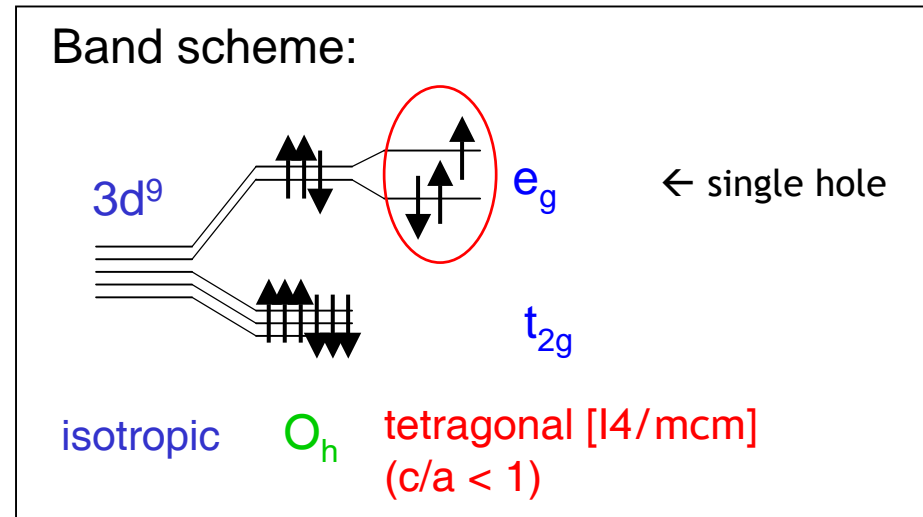 Band scheme:
3d⁹
e_g
← single hole
t_2g
isotropic O_h tetragonal [I4/mcm]
(c/a < 1)